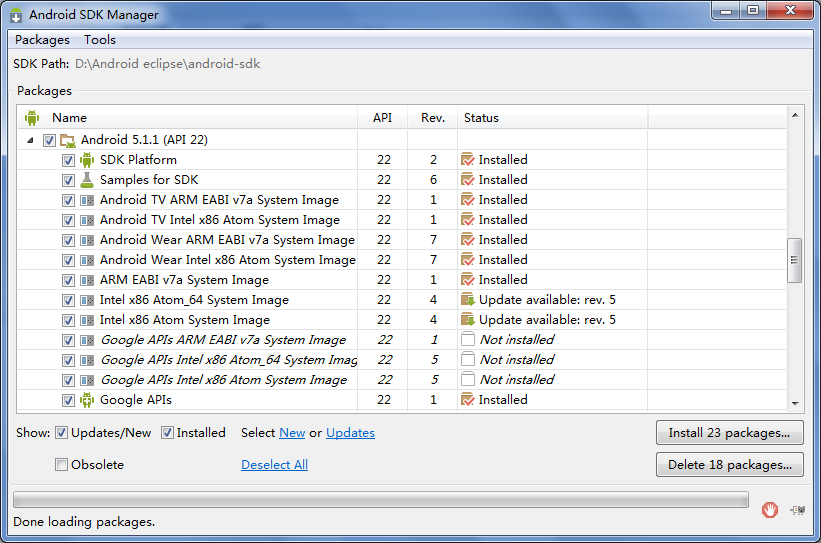 Android SDK Manager
Packages Tools
SDK Path: D:\Android eclipse\android-sdk
Packages
Name API Rev. Status
Android 5.1.1 (API 22)
SDK Platform 22 2 Installed
Samples for SDK 22 6 Installed
Android TV ARM EABI v7a System Image 22 1 Installed
Android TV Intel x86 Atom System Image 22 1 Installed
Android Wear ARM EABI v7a System Image 22 7 Installed
Android Wear Intel x86 Atom System Image 22 7 Installed
ARM EABI v7a System Image 22 1 Installed
Intel x86 Atom_64 System Image 22 4 Update available: rev. 5
Intel x86 Atom System Image 22 4 Update available: rev. 5
Google APIs ARM EABI v7a System Image 22 1 Not installed
Google APIs Intel x86 Atom_64 System Imag 22 5 Not installed
Google APIs Intel x86 Atom System Image 22 5 Not installed
Google APIs 22 1 Installed
Show: Updates/New Installed Select New or Updates Install 23 packages...
Obsolete Deselect All Delete 18 packages...
Done loading packages.